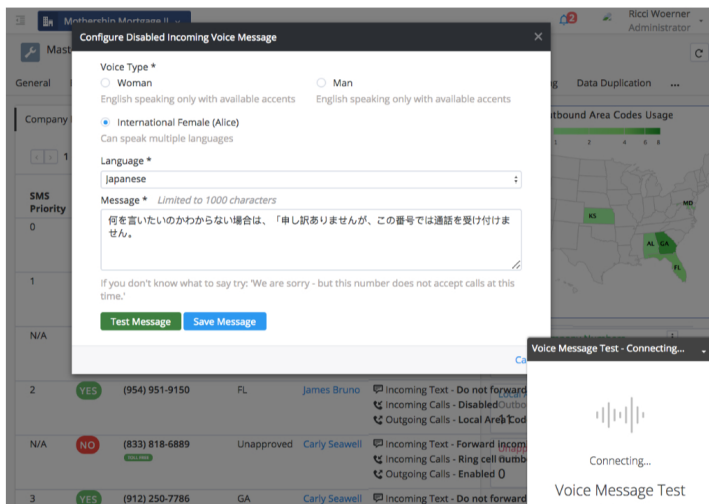 Mothership Mortgage II
2
Ricci Woerner
Administrator
Configure Disabled Incoming Voice Message
Mast
General
Data Duplication
...
Company
Voice Type *
Woman
English speaking only with available accents
Man
English speaking only with available accents
International Female (Alice)
Can speak multiple languages
Language *
Japanese
Message * Limited to 1000 characters
何を言いたいのかわからない場合は、「申し訳ありませんが、この番号では通話を受け付けま
せん。
If you don't know what to say try: 'We are sorry - but this number does not accept calls at this
time.'
Test Message
Save Message
tbound Area Codes Usage
1 2 4 6 8
KS
MD
AL
GA
FL
1
SMS
Priority
0
1
N/A
Ca
2 YES (954) 951-9150 FL James Bruno Incoming Text - Do not forward
Incoming Calls - Disabled
Outgoing Calls - Local Area Cod
N/A NO (833) 818-6889 Unapproved Carly Seawell Incoming Text - Forward incom
Incoming Calls - Ring cell numb
Outgoing Calls - Enabled
0
3 YES (912) 250-7786 GA Carly Seawell Incoming Text - Do not forward
Voice Message Test - Connecting...
Connecting...
Voice Message Test